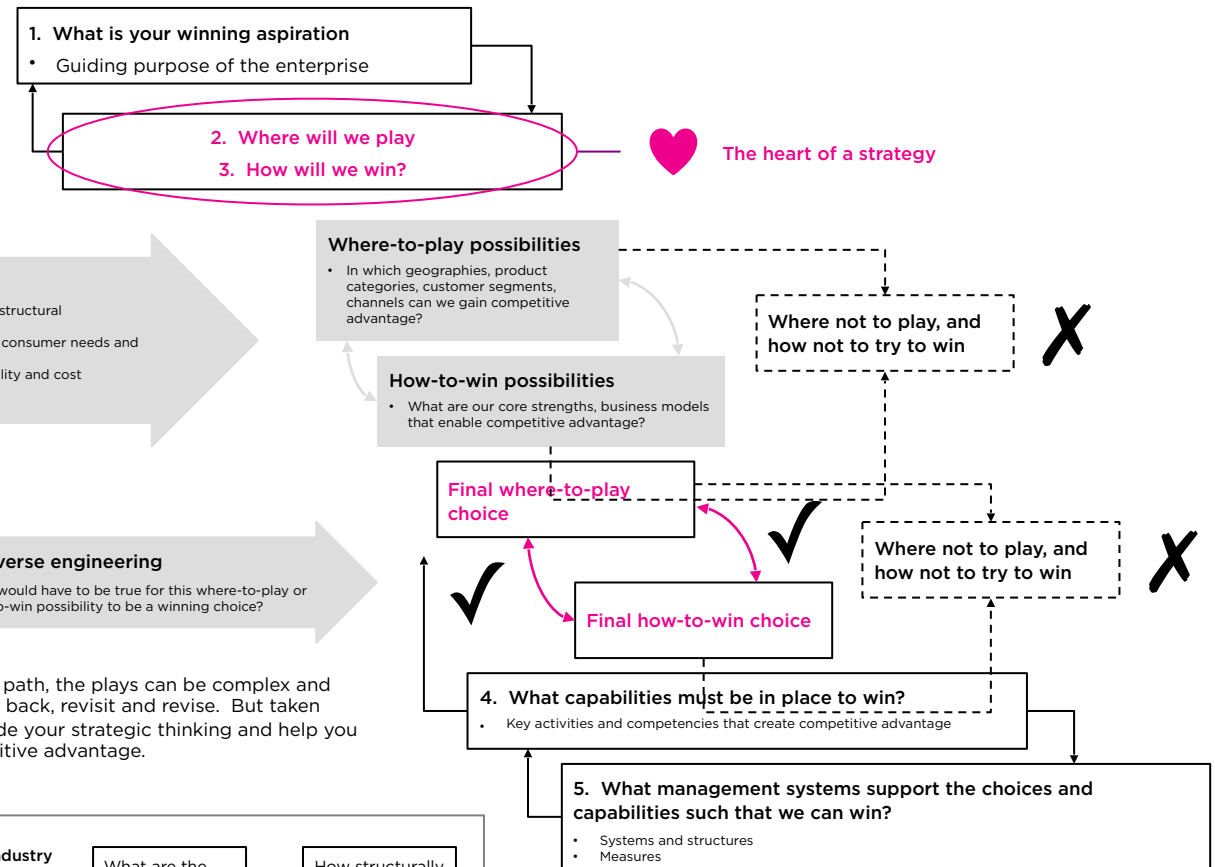 1. What is your winning aspiration
• Guiding purpose of the enterprise
2. Where will we play
3. How will we win?
The heart of a strategy
Where-to-play possibilities
• In which geographies, product
categories, customer segments,
channels can we gain competitive
advantage?
structural
consumer needs and
lity and cost
Where not to play, and
how not to try to win
How-to-win possibilities
• What are our core strengths, business models
that enable competitive advantage?
Final where-to-play
choice
verse engineering
would have to be true for this where-to-play or
o-win possibility to be a winning choice?
Where not to play, and
how not to try to win
Final how-to-win choice
path, the plays can be complex and
back, revisit and revise. But taken
de your strategic thinking and help you
itive advantage.
4. What capabilities must be in place to win?
• Key activities and competencies that create competitive advantage
5. What management systems support the choices and
capabilities such that we can win?
• Systems and structures
• Measures
ndustry
What are the
How structurally